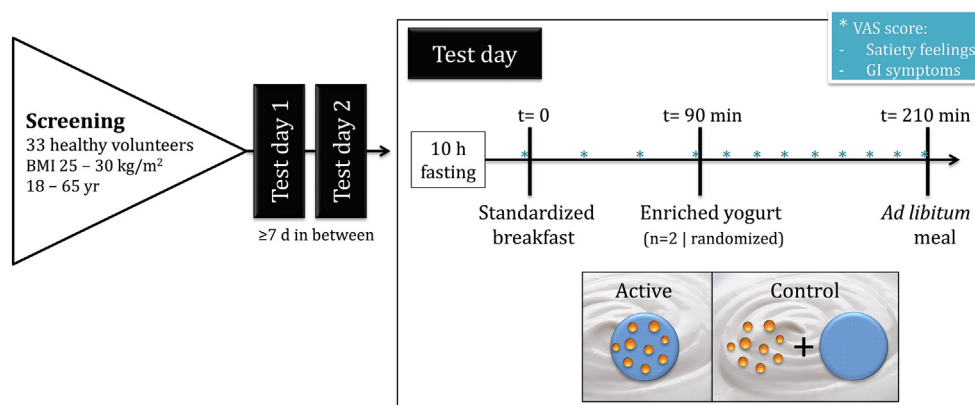 Screening
33 healthy volunteers
BMI 25 – 30 kg/m²
18 – 65 yr
Test day 1
Test day 2
≥7 d in between
Test day
* VAS score:
- Satiety feelings
- GI symptoms
t= 0
t= 90 min
t= 210 min
10 h
fasting
* * * * * * * * * * * *
Standardized
breakfast
Enriched yogurt
(n=2 | randomized)
Ad libitum
meal
Active
Control
+